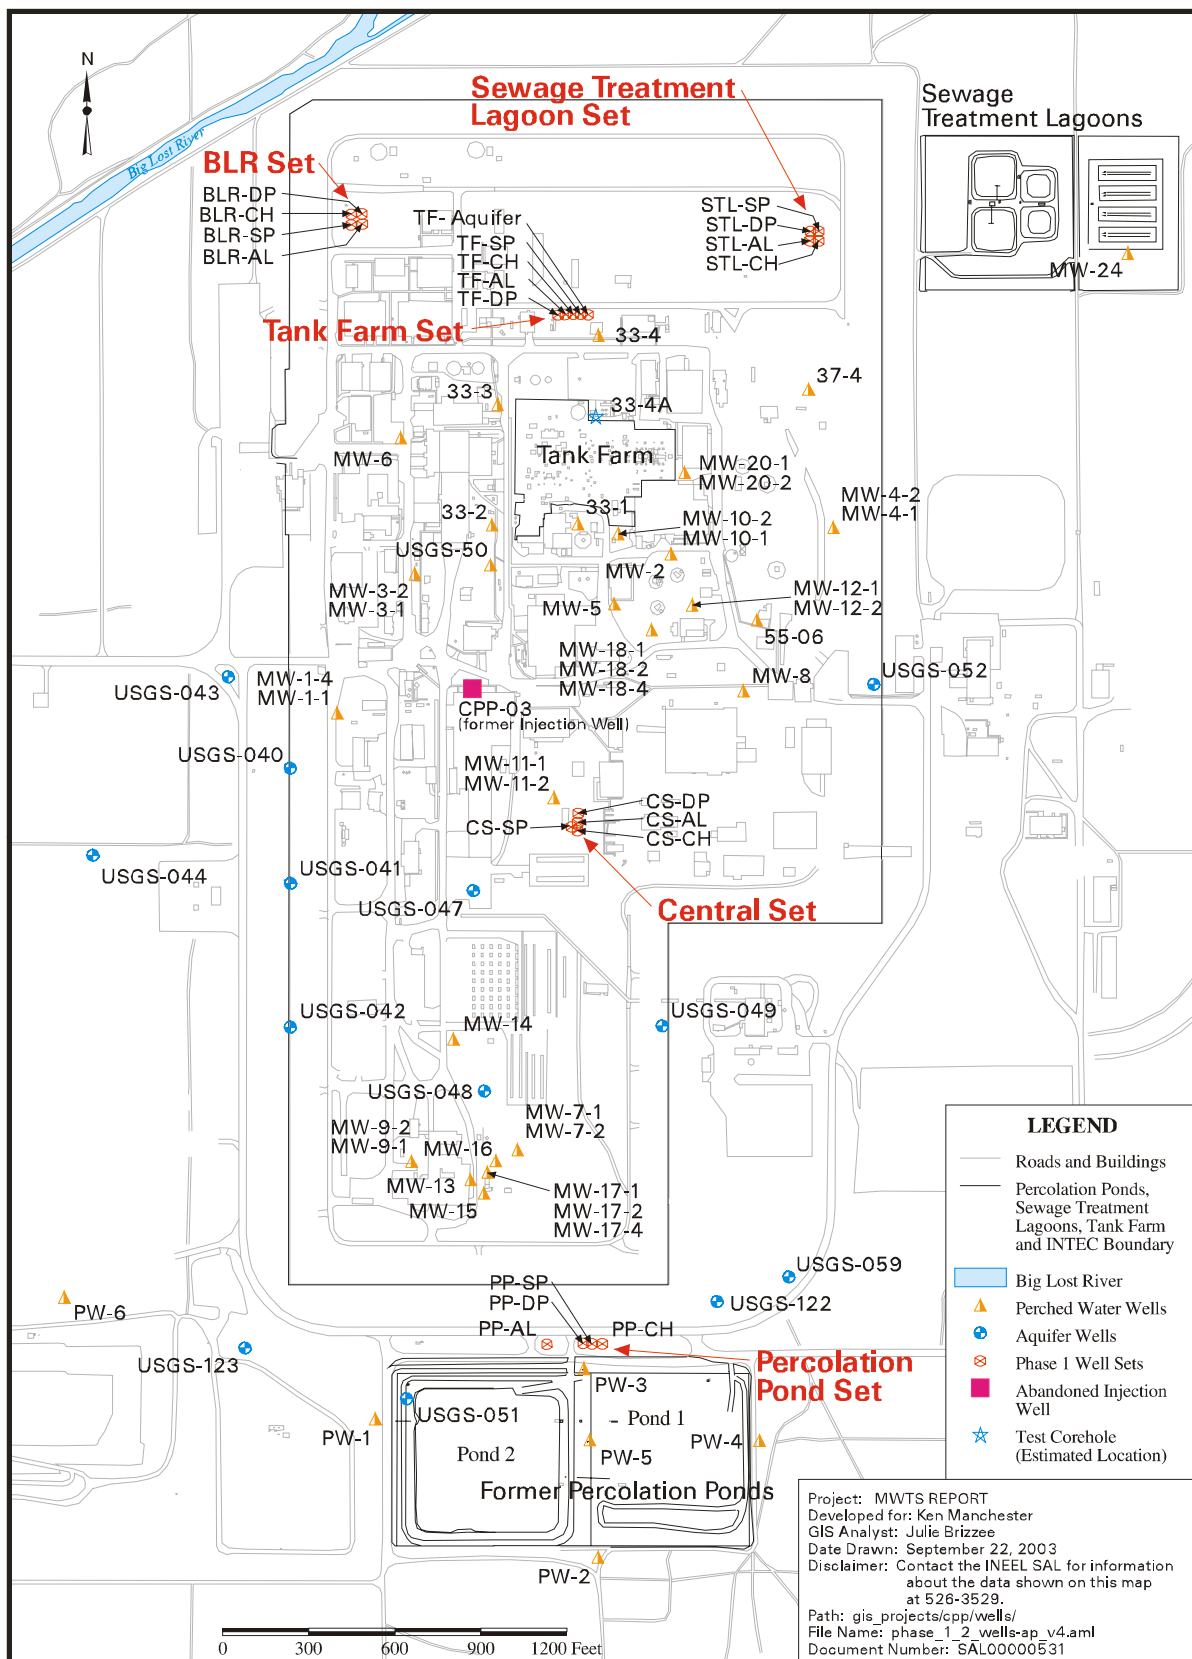 N
Big Lost River
Sewage Treatment
Lagoon Set
Sewage
Treatment Lagoons
BLR Set
BLR-DP
BLR-CH
BLR-SP
BLR-AL
TF- Aquifer
TF-SP
TF-CH
TF-AL
TF-DP
STL-SP
STL-DP
STL-AL
STL-CH
MW-24
Tank Farm Set
33-4
37-4
33-3
33-4A
MW-6
Tank Farm
MW-20-1
MW-20-2
MW-4-2
MW-4-1
33-2
33-1
MW-10-2
MW-10-1
USGS-50
MW-2
MW-3-2
MW-3-1
MW-5
MW-12-1
MW-12-2
55-06
MW-18-1
MW-18-2
MW-18-4
MW-8
USGS-052
USGS-043
MW-1-4
MW-1-1
CPP-03
(former Injection Well)
USGS-040
MW-11-1
MW-11-2
CS-DP
CS-AL
CS-CH
CS-SP
USGS-044
USGS-041
USGS-047
Central Set
USGS-042
MW-14
USGS-049
USGS-048
MW-7-1
MW-7-2
MW-9-2
MW-9-1
MW-16
MW-13
MW-15
MW-17-1
MW-17-2
MW-17-4
LEGEND
Roads and Buildings
Percolation Ponds,
Sewage Treatment
Lagoons, Tank Farm
and INTEC Boundary
Big Lost River
Perched Water Wells
Aquifer Wells
Phase 1 Well Sets
Abandoned Injection
Well
Test Corehole
(Estimated Location)
USGS-059
USGS-122
PP-SP
PP-DP
PP-AL
PP-CH
PW-6
USGS-123
Percolation
Pond Set
PW-3
USGS-051
Pond 1
PW-1
PW-4
Pond 2
PW-5
Former Percolation Ponds
PW-2
0 300 600 900 1200 Feet
Project: MWTS REPORT
Developed for: Ken Manchester
GIS Analyst: Julie Brizzee
Date Drawn: September 22, 2003
Disclaimer: Contact the INEEL SAL for information
about the data shown on this map
at 526-3529.
Path: gis_projects/cpp/wells/
File Name: phase_1_2_wells-ap_v4.aml
Document Number: SAL00000531